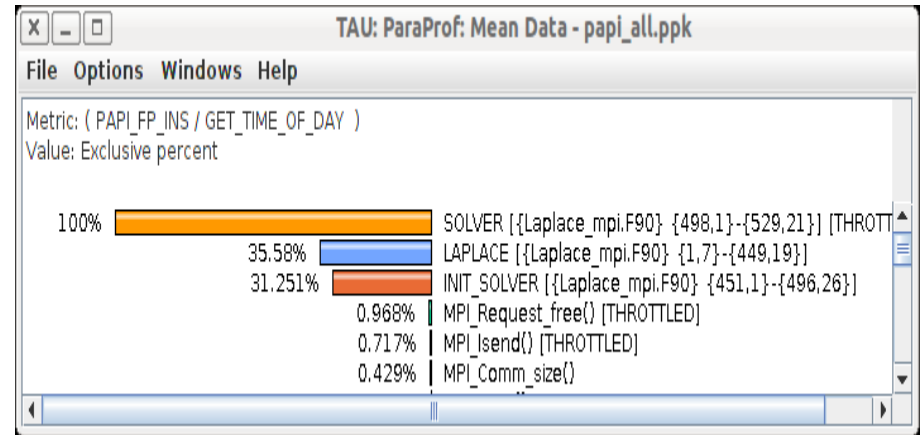 TAU: ParaProf: Mean Data - papi_all.ppk
File Options Windows Help
Metric: ( PAPI_FP_INS / GET_TIME_OF_DAY )
Value: Exclusive percent
100% SOLVER [{Laplace_mpi.F90} {498,1}-{529,21}] [THROTT
35.58% LAPLACE [{Laplace_mpi.F90} {1,7}-{449,19}]
31.251% INIT_SOLVER [{Laplace_mpi.F90} {451,1}-{496,26}]
0.968% MPI_Request_free() [THROTTLED]
0.717% MPI_Isend() [THROTTLED]
0.429% MPI_Comm_size()